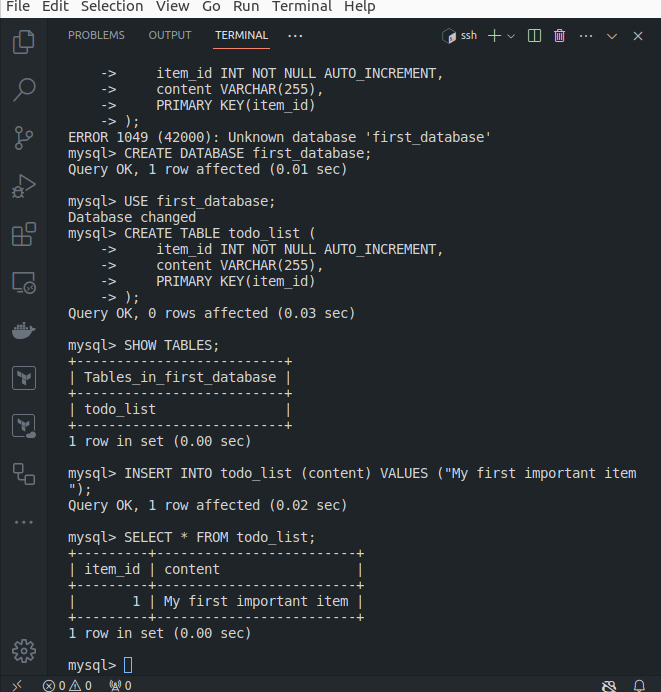 File Edit Selection View Go Run Terminal Help
PROBLEMS OUTPUT TERMINAL ··· ssh
    ->     item_id INT NOT NULL AUTO_INCREMENT,
    ->     content VARCHAR(255),
    ->     PRIMARY KEY(item_id)
    -> );
ERROR 1049 (42000): Unknown database 'first_database'
mysql> CREATE DATABASE first_database;
Query OK, 1 row affected (0.01 sec)

mysql> USE first_database;
Database changed
mysql> CREATE TABLE todo_list (
    ->     item_id INT NOT NULL AUTO_INCREMENT,
    ->     content VARCHAR(255),
    ->     PRIMARY KEY(item_id)
    -> );
Query OK, 0 rows affected (0.03 sec)

mysql> SHOW TABLES;
+--------------------------+
| Tables_in_first_database |
+--------------------------+
| todo_list                |
+--------------------------+
1 row in set (0.00 sec)

mysql> INSERT INTO todo_list (content) VALUES ("My first important item
");
Query OK, 1 row affected (0.02 sec)

mysql> SELECT * FROM todo_list;
+---------+-------------------------+
| item_id | content                 |
+---------+-------------------------+
|       1 | My first important item |
+---------+-------------------------+
1 row in set (0.00 sec)

mysql>
0 0 0